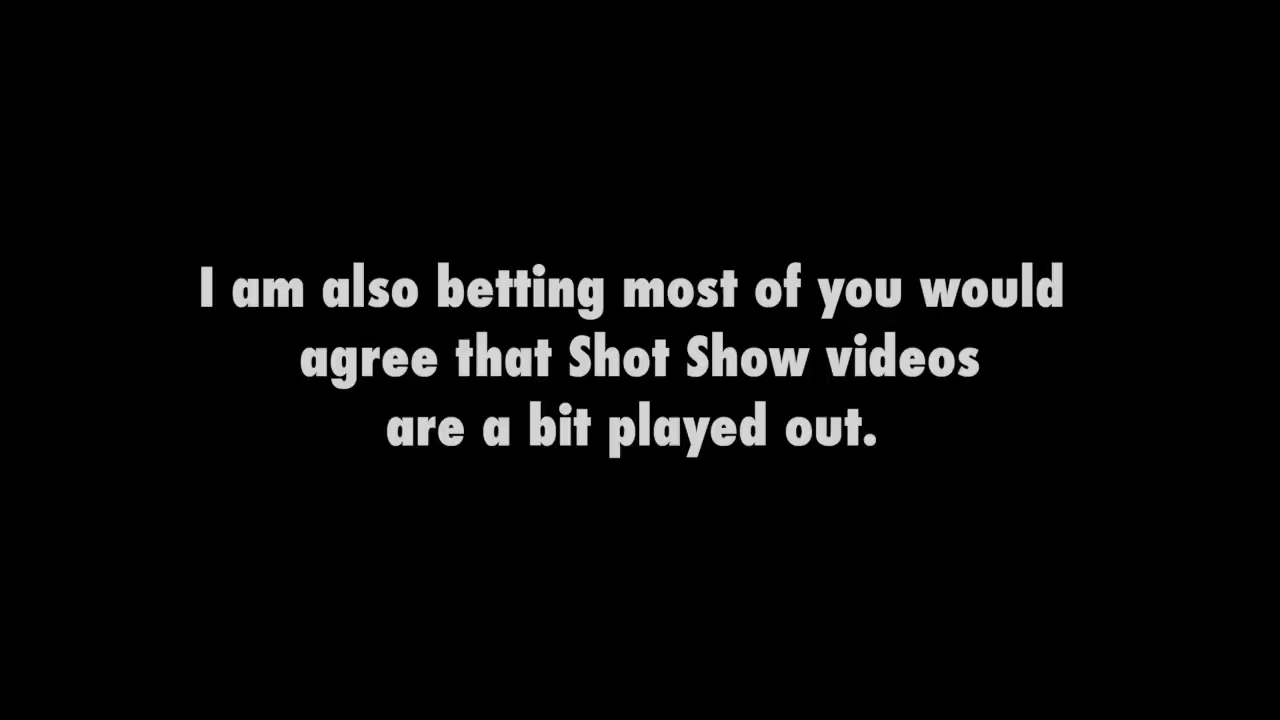 I am also betting most of you would
agree that Shot Show videos
are a bit played out.